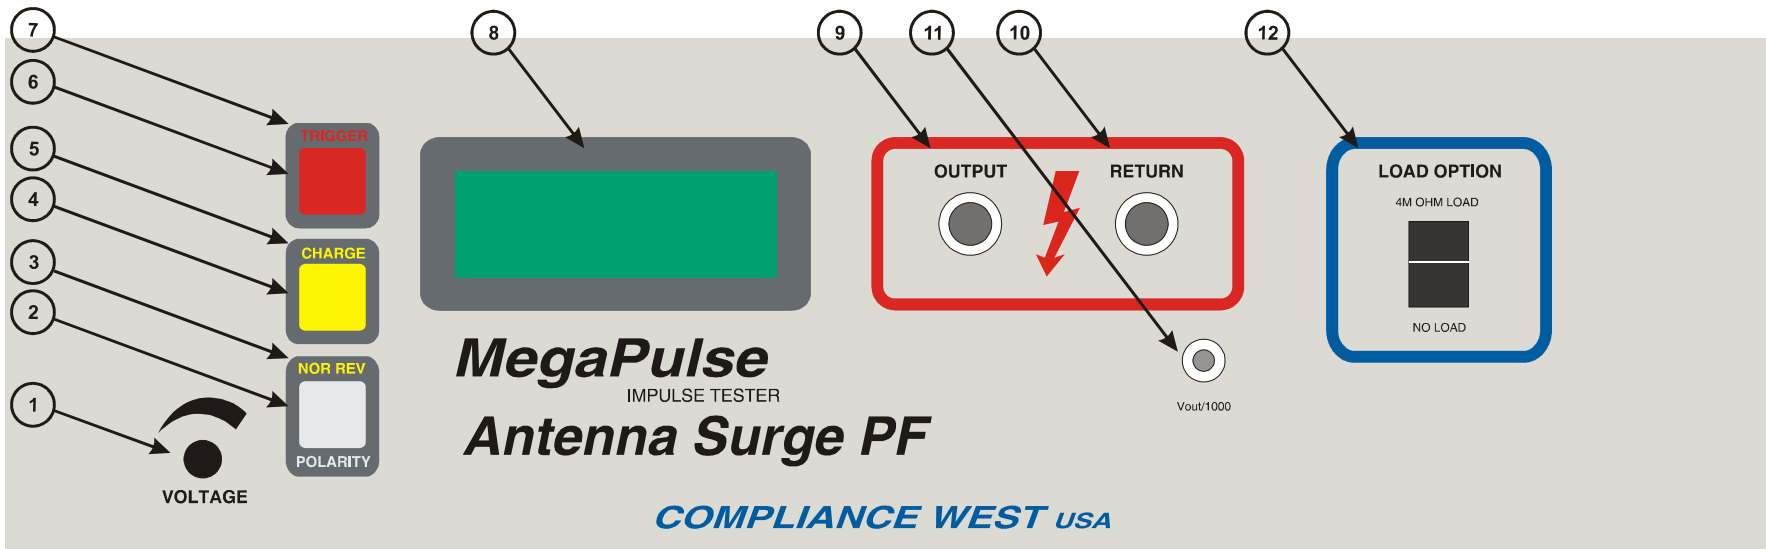 7
8
9
11
10
12
6
5
4
3
2
1
TRIGGER
CHARGE
NOR REV
POLARITY
VOLTAGE
OUTPUT
RETURN
LOAD OPTION
4M OHM LOAD
NO LOAD
MegaPulse
IMPULSE TESTER
Antenna Surge PF
Vout/1000
COMPLIANCE WEST USA